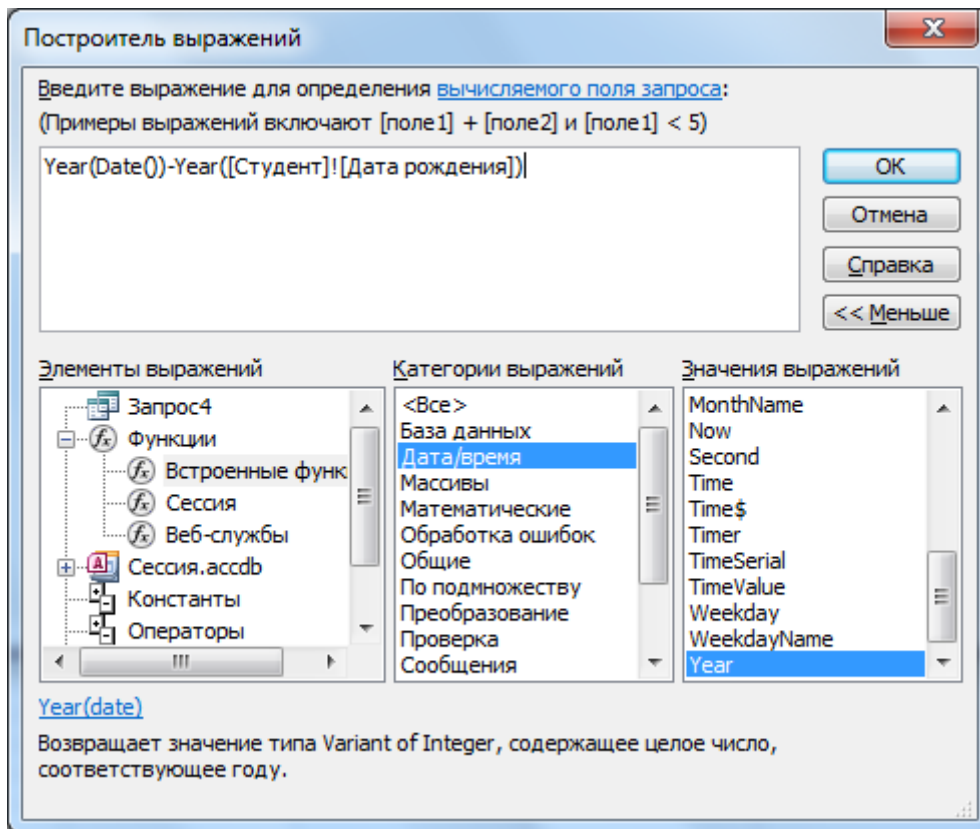 Построитель выражений
Введите выражение для определения вычисляемого поля запроса:
(Примеры выражений включают [поле1] + [поле2] и [поле1] < 5)
Year(Date())-Year([Студент]![Дата рождения])
ОК
Отмена
Справка
<< Меньше
Элементы выражений
Запрос4
Функции
Встроенные функ
Сессия
Веб-службы
Сессия.accdb
Константы
Операторы
Категории выражений
<Все>
База данных
Дата/время
Массивы
Математические
Обработка ошибок
Общие
По подмножеству
Преобразование
Проверка
Сообщения
Значения выражений
MonthName
Now
Second
Time
Time$
Timer
TimeSerial
TimeValue
Weekday
WeekdayName
Year
Year(date)
Возвращает значение типа Variant of Integer, содержащее целое число,
соответствующее году.